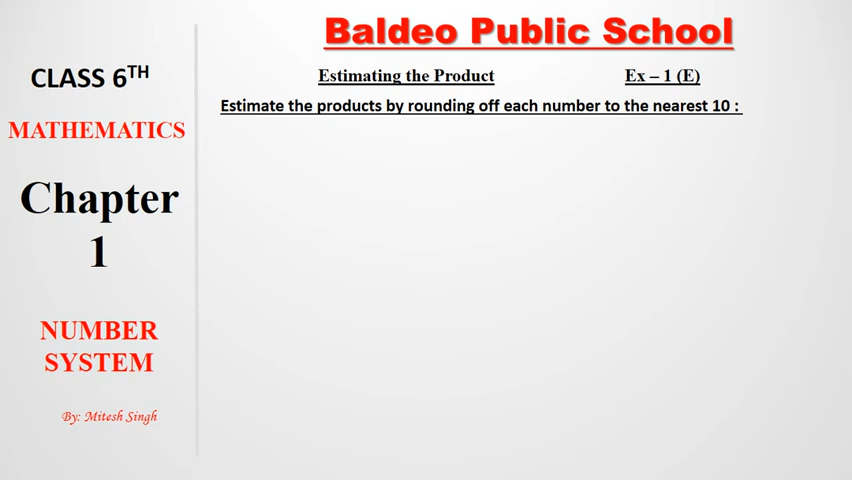 Baldeo Public School
CLASS 6TH
MATHEMATICS
Chapter
1
NUMBER
SYSTEM
By: Mitesh Singh
Estimating the Product Ex – 1 (E)
Estimate the products by rounding off each number to the nearest 10 :